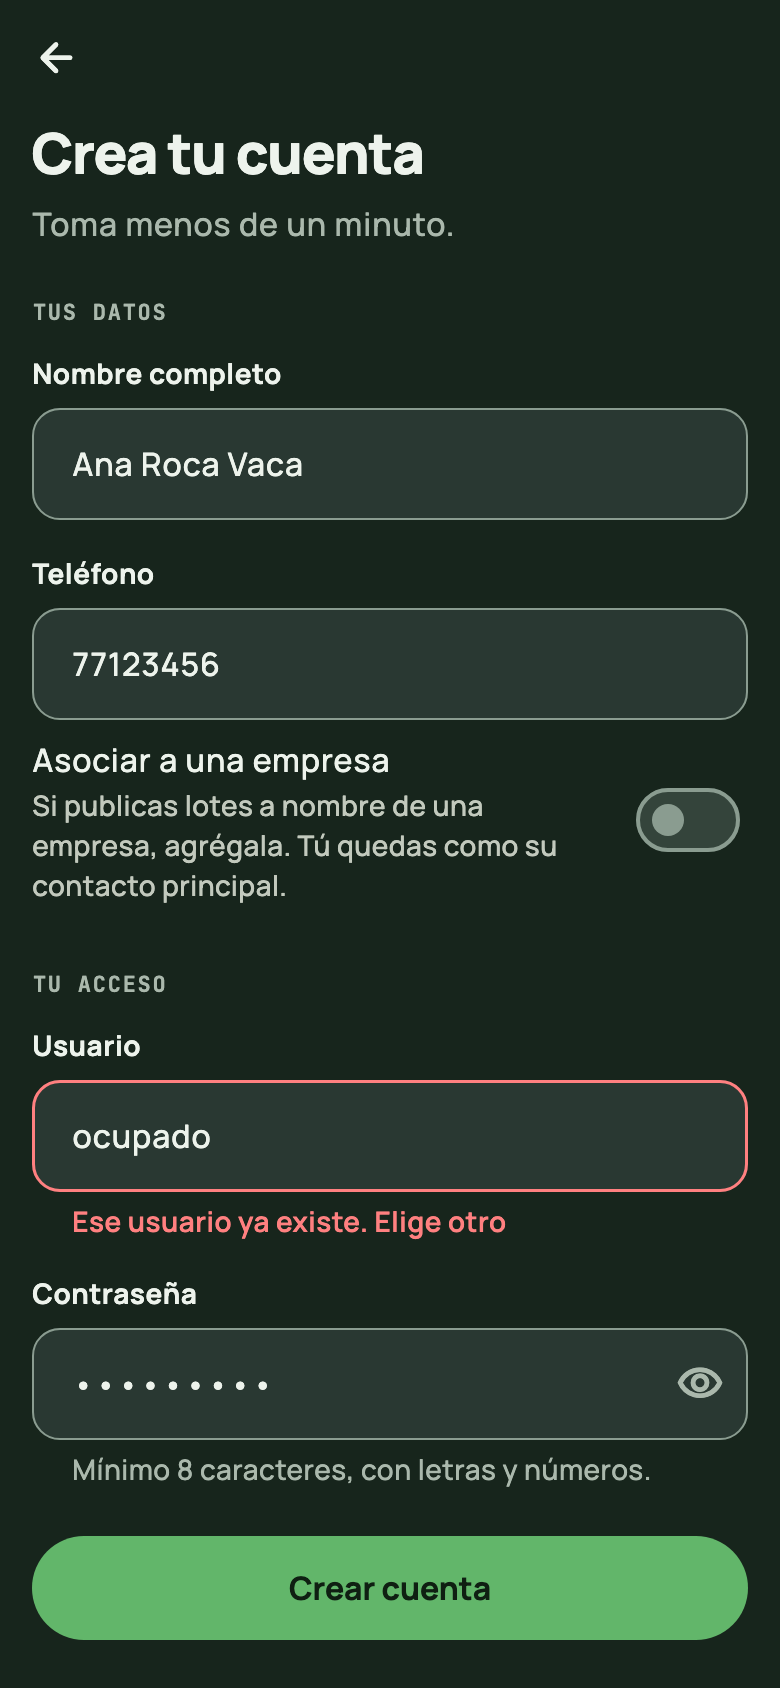 Crea tu cuenta
Toma menos de un minuto.
TUS DATOS
Nombre completo
Ana Roca Vaca
Teléfono
77123456
Asociar a una empresa
Si publicas lotes a nombre de una
empresa, agrégala. Tú quedas como su
contacto principal.
TU ACCESO
Usuario
ocupado
Ese usuario ya existe. Elige otro
Contraseña
•••••••••
Mínimo 8 caracteres, con letras y números.
Crear cuenta